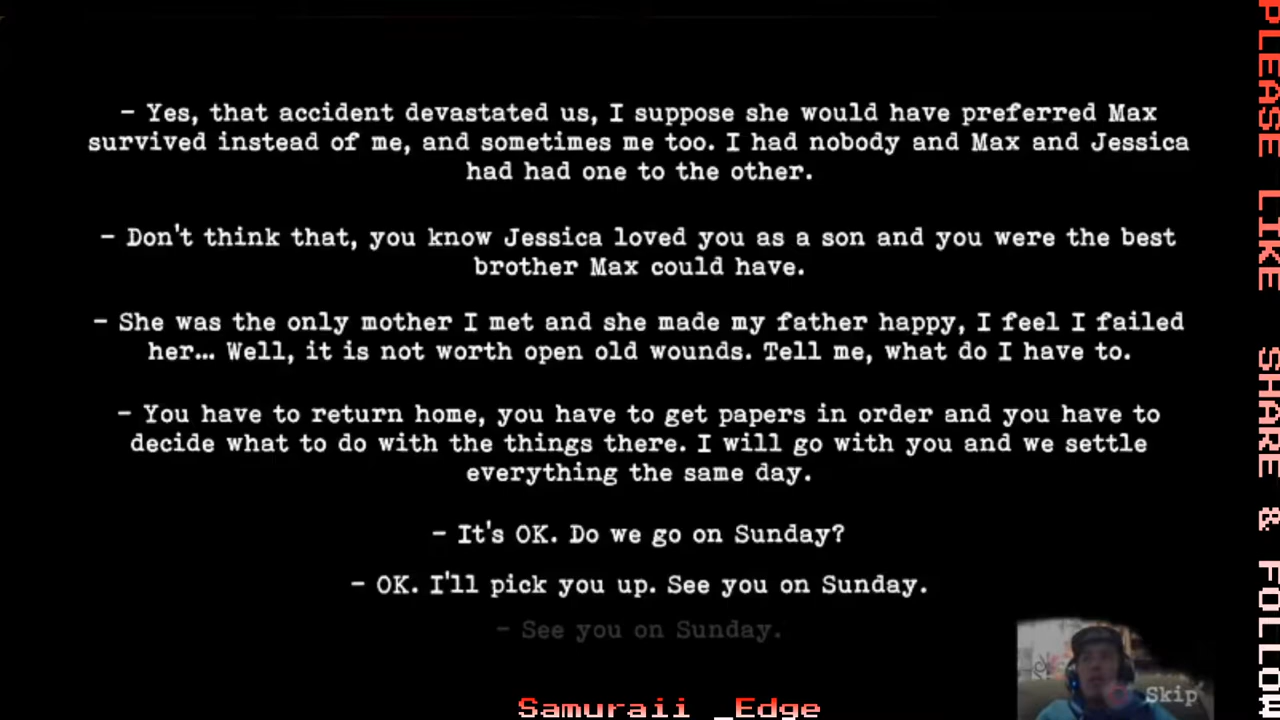 - Yes, that accident devastated us, I suppose she would have preferred Max
survived instead of me, and sometimes me too. I had nobody and Max and Jessica
had had one to the other.
- Don't think that, you know Jessica loved you as a son and you were the best
brother Max could have.
- She was the only mother I met and she made my father happy, I feel I failed
her... Well, it is not worth open old wounds. Tell me, what do I have to.
- You have to return home, you have to get papers in order and you have to
decide what to do with the things there. I will go with you and we settle
everything the same day.
- It's OK. Do we go on Sunday?
- OK. I'll pick you up. See you on Sunday.
- See you on Sunday.
Skip
Samuraii _Edge
PLEASE LIKE SHARE & FOLLOW